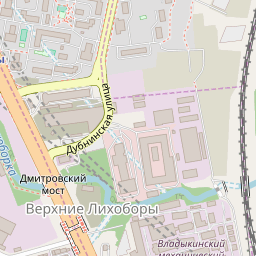 Дубнинская улица
Дмитровский
мост
Верхние Лихоборы
Владыкинский
механический